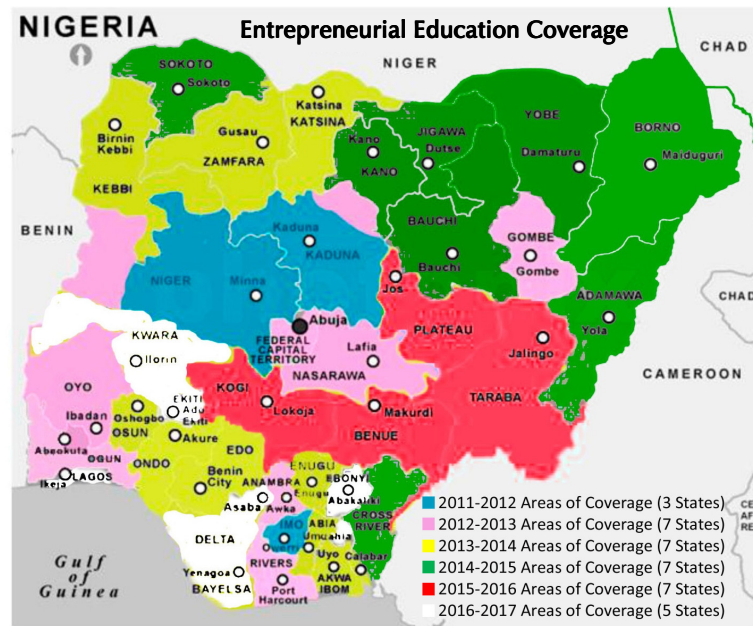 NIGERIA
Entrepreneurial Education Coverage
CHAD
NIGER
SOKOTO
Sokoto
Katsina
KATSINA
Birnin
Kebbi
KEBBI
Gusau
ZAMFARA
Kano
KANO
JIGAWA
Dutse
YOBE
Damaturu
BORNO
Maiduguri
BENIN
Kaduna
KADUNA
BAUCHI
Bauchi
GOMBE
Gombe
NIGER
Minna
Jos
ADAMAWA
Yola
CHAD
Abuja
FEDERAL
CAPITAL
TERRITORY
PLATEAU
Jalingo
KWARA
Ilorin
Lafia
NASARAWA
CAMEROON
OYO
Ibadan
KOGI
Lokoja
Makurdi
TARABA
BENUE
EKITI
Ado
Ekiti
Oshogbo
OSUN
Akure
Abeokuta
OGUN
ONDO
EDO
Benin
City
Ikeja
LAGOS
ENUGU
Enugu
EBONYI
Abakaliki
ANAMBRA
Awka
Asaba
CROSS
RIVER
IMO
Owerri
ABIA
Umuahia
DELTA
RIVERS
Uyo
Calabar
AKWA
IBOM
Yenagoa
BAYELSA
Port
Harcourt
Gulf
of
Guinea
2011-2012 Areas of Coverage (3 States)
2012-2013 Areas of Coverage (7 States)
2013-2014 Areas of Coverage (7 States)
2014-2015 Areas of Coverage (7 States)
2015-2016 Areas of Coverage (7 States)
2016-2017 Areas of Coverage (5 States)